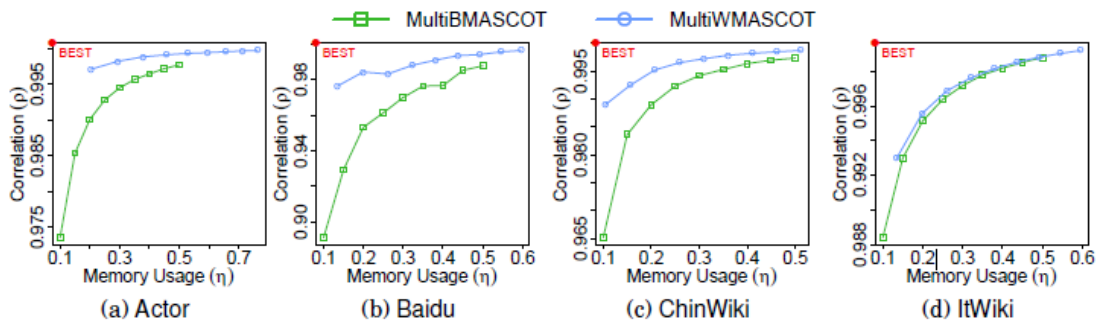 MultiBMASCOT MultiWMASCOT
BEST
Correlation (ρ)
0.975 0.985 0.995
0.1 0.3 0.5 0.7
Memory Usage (η)
(a) Actor
BEST
Correlation (ρ)
0.90 0.94 0.98
0.1 0.2 0.3 0.4 0.5 0.6
Memory Usage (η)
(b) Baidu
BEST
Correlation (ρ)
0.965 0.980 0.995
0.1 0.2 0.3 0.4 0.5
Memory Usage (η)
(c) ChinWiki
BEST
Correlation (ρ)
0.988 0.992 0.996
0.1 0.2 0.3 0.4 0.5 0.6
Memory Usage (η)
(d) ItWiki